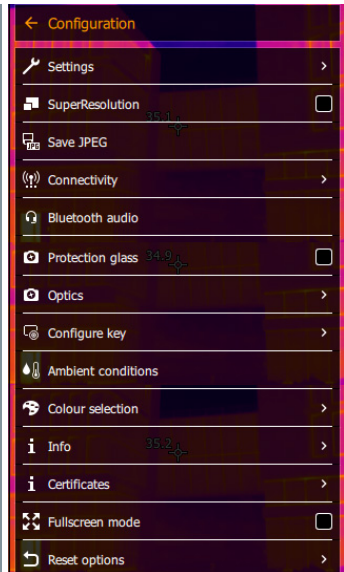 Configuration
Settings
SuperResolution
35.1
JPG
Save JPEG
Connectivity
Bluetooth audio
Protection glass 34.9
Optics
Configure key
Ambient conditions
Colour selection
Info 35.2
Certificates
Fullscreen mode
Reset options